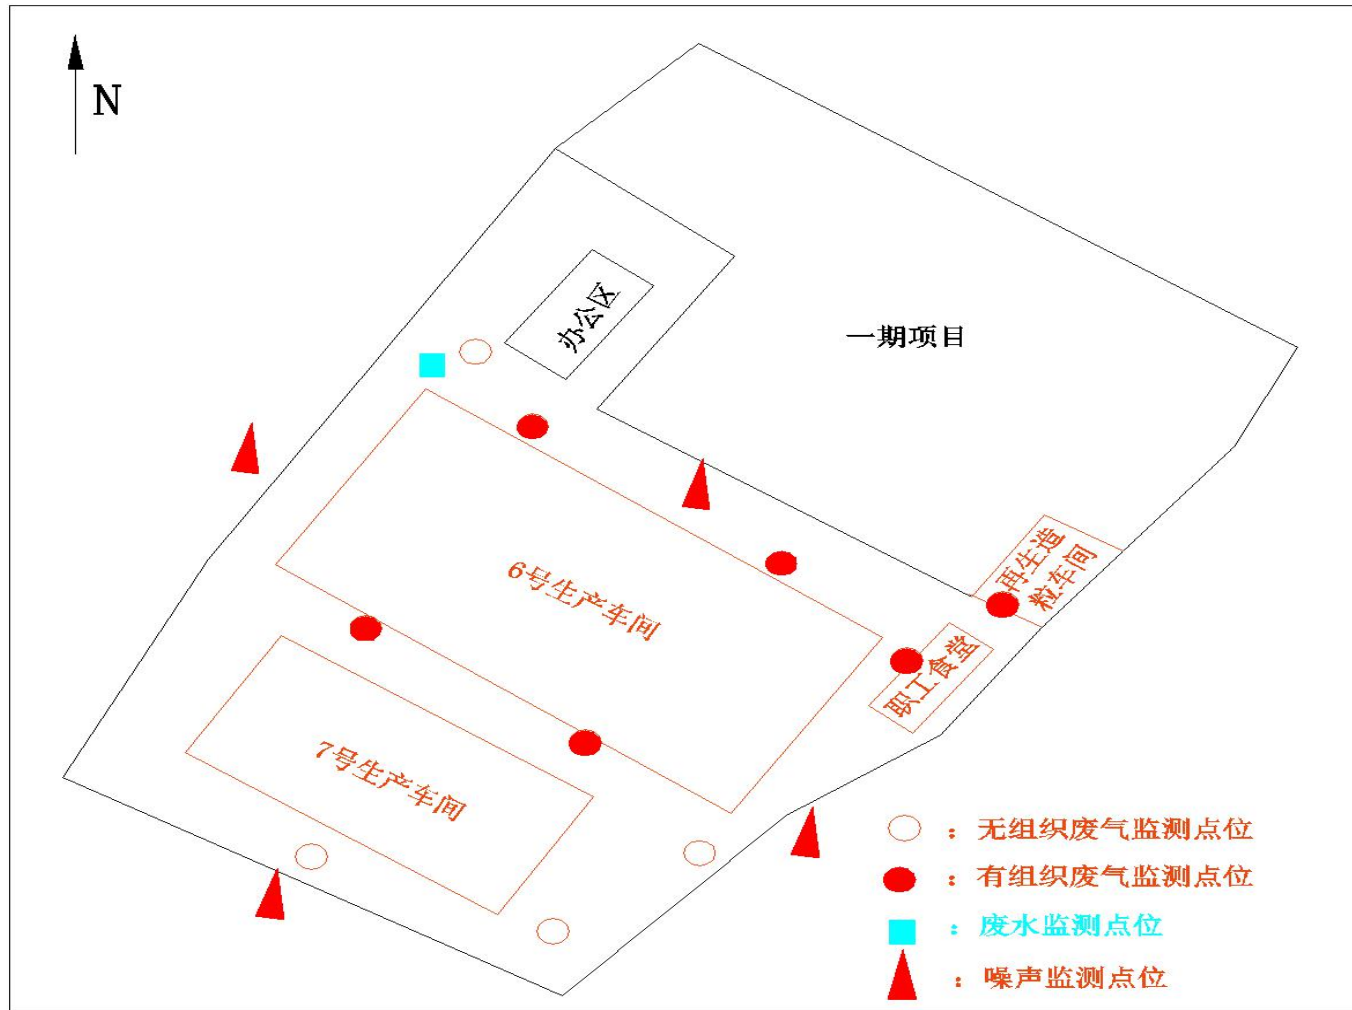 N
办公区
一期项目
再生造
粒车间
6号生产车间
职工食堂
7号生产车间
：无组织废气监测点位
：有组织废气监测点位
：废水监测点位
：噪声监测点位